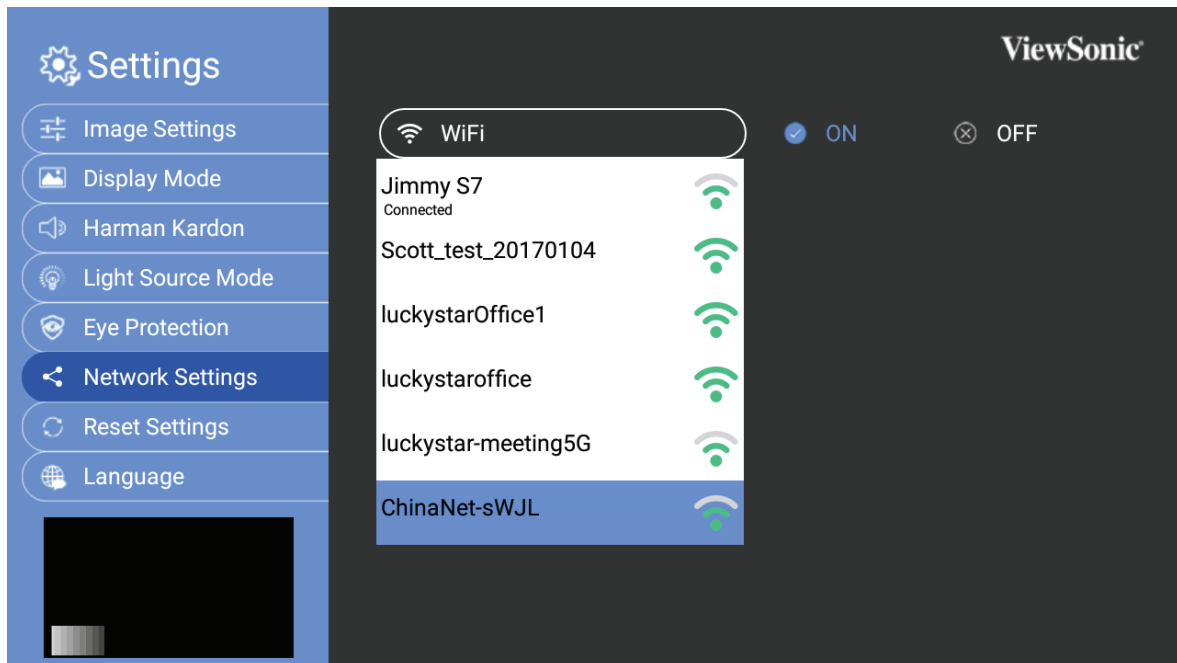 Settings
ViewSonic
Image Settings
Display Mode
Harman Kardon
Light Source Mode
Eye Protection
Network Settings
Reset Settings
Language
WiFi
ON
OFF
Jimmy S7
Connected
Scott_test_20170104
luckystarOffice1
luckystaroffice
luckystar-meeting5G
ChinaNet-sWJL